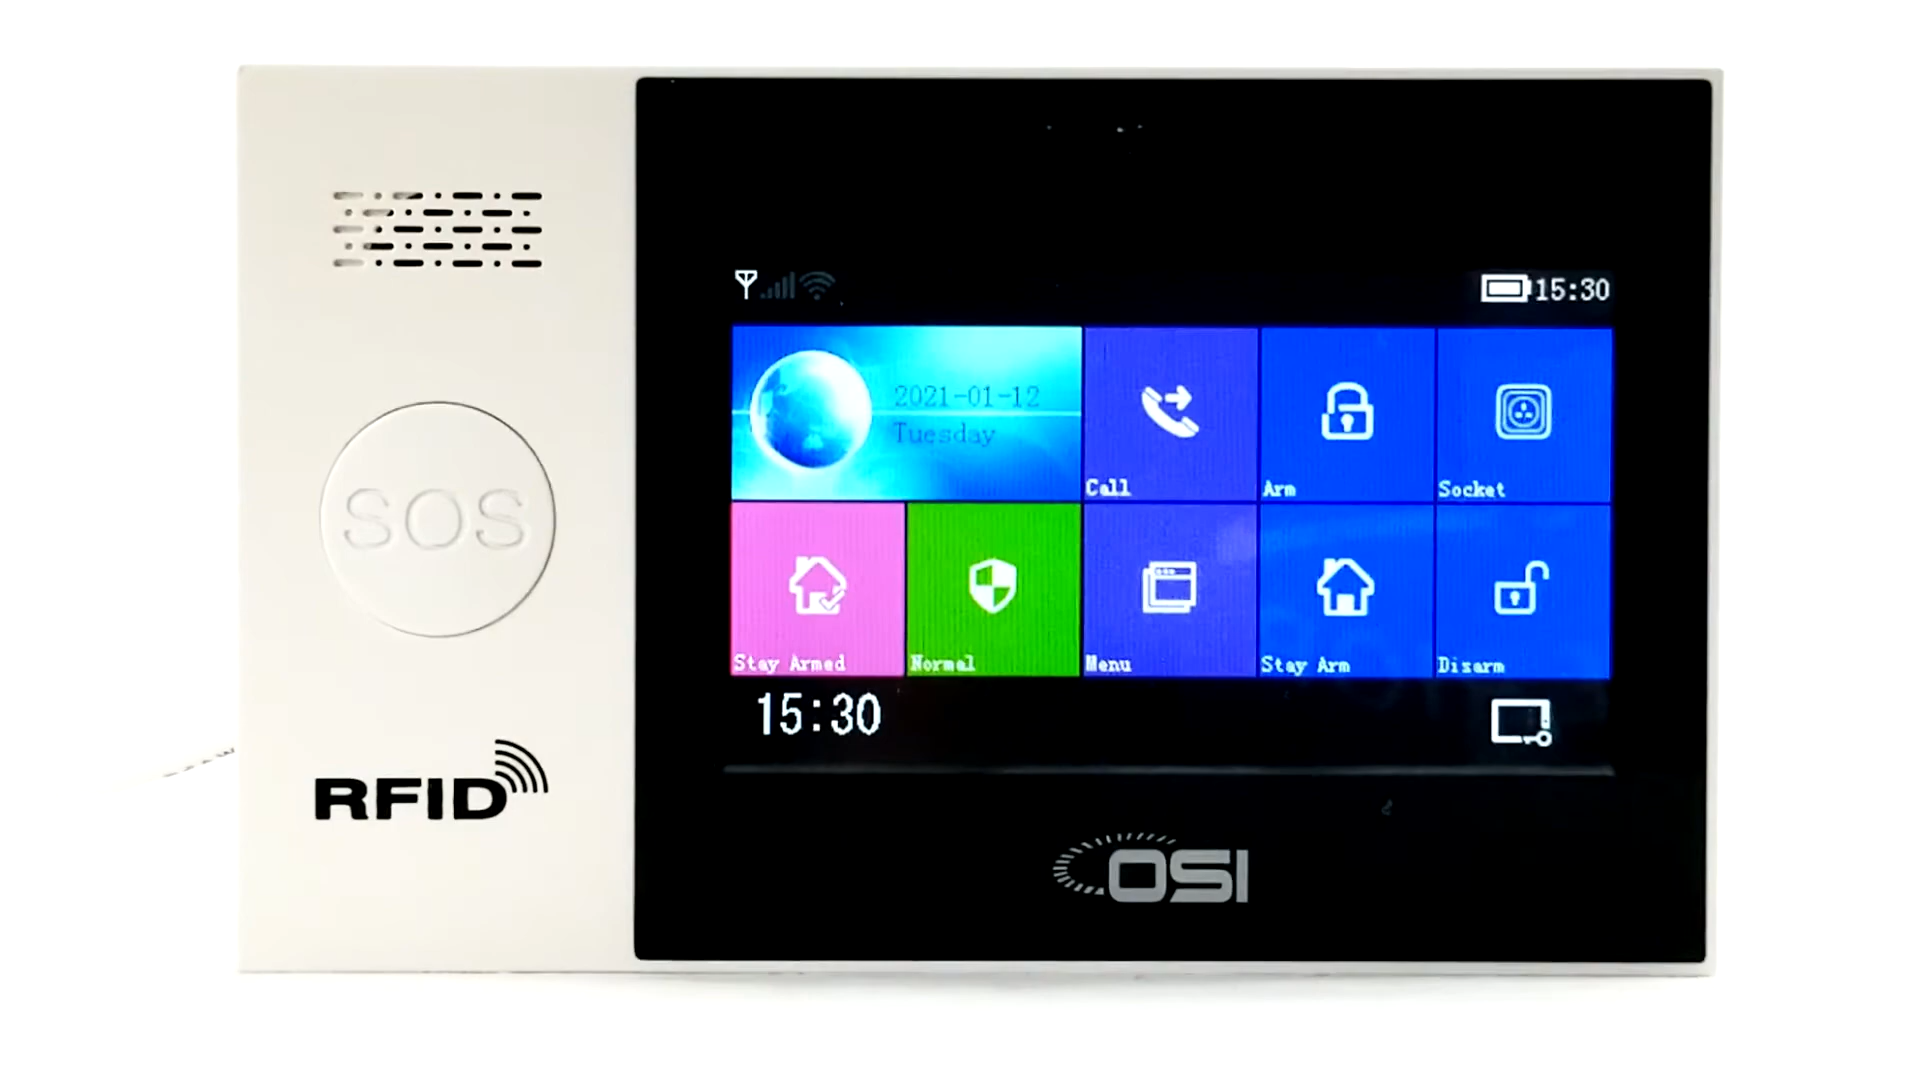 15:30
2021-01-12
Tuesday
Call
Arm
Socket
SOS
Stay Armed
Normal
Menu
Stay Arm
Disarm
15:30
RFID
OSI